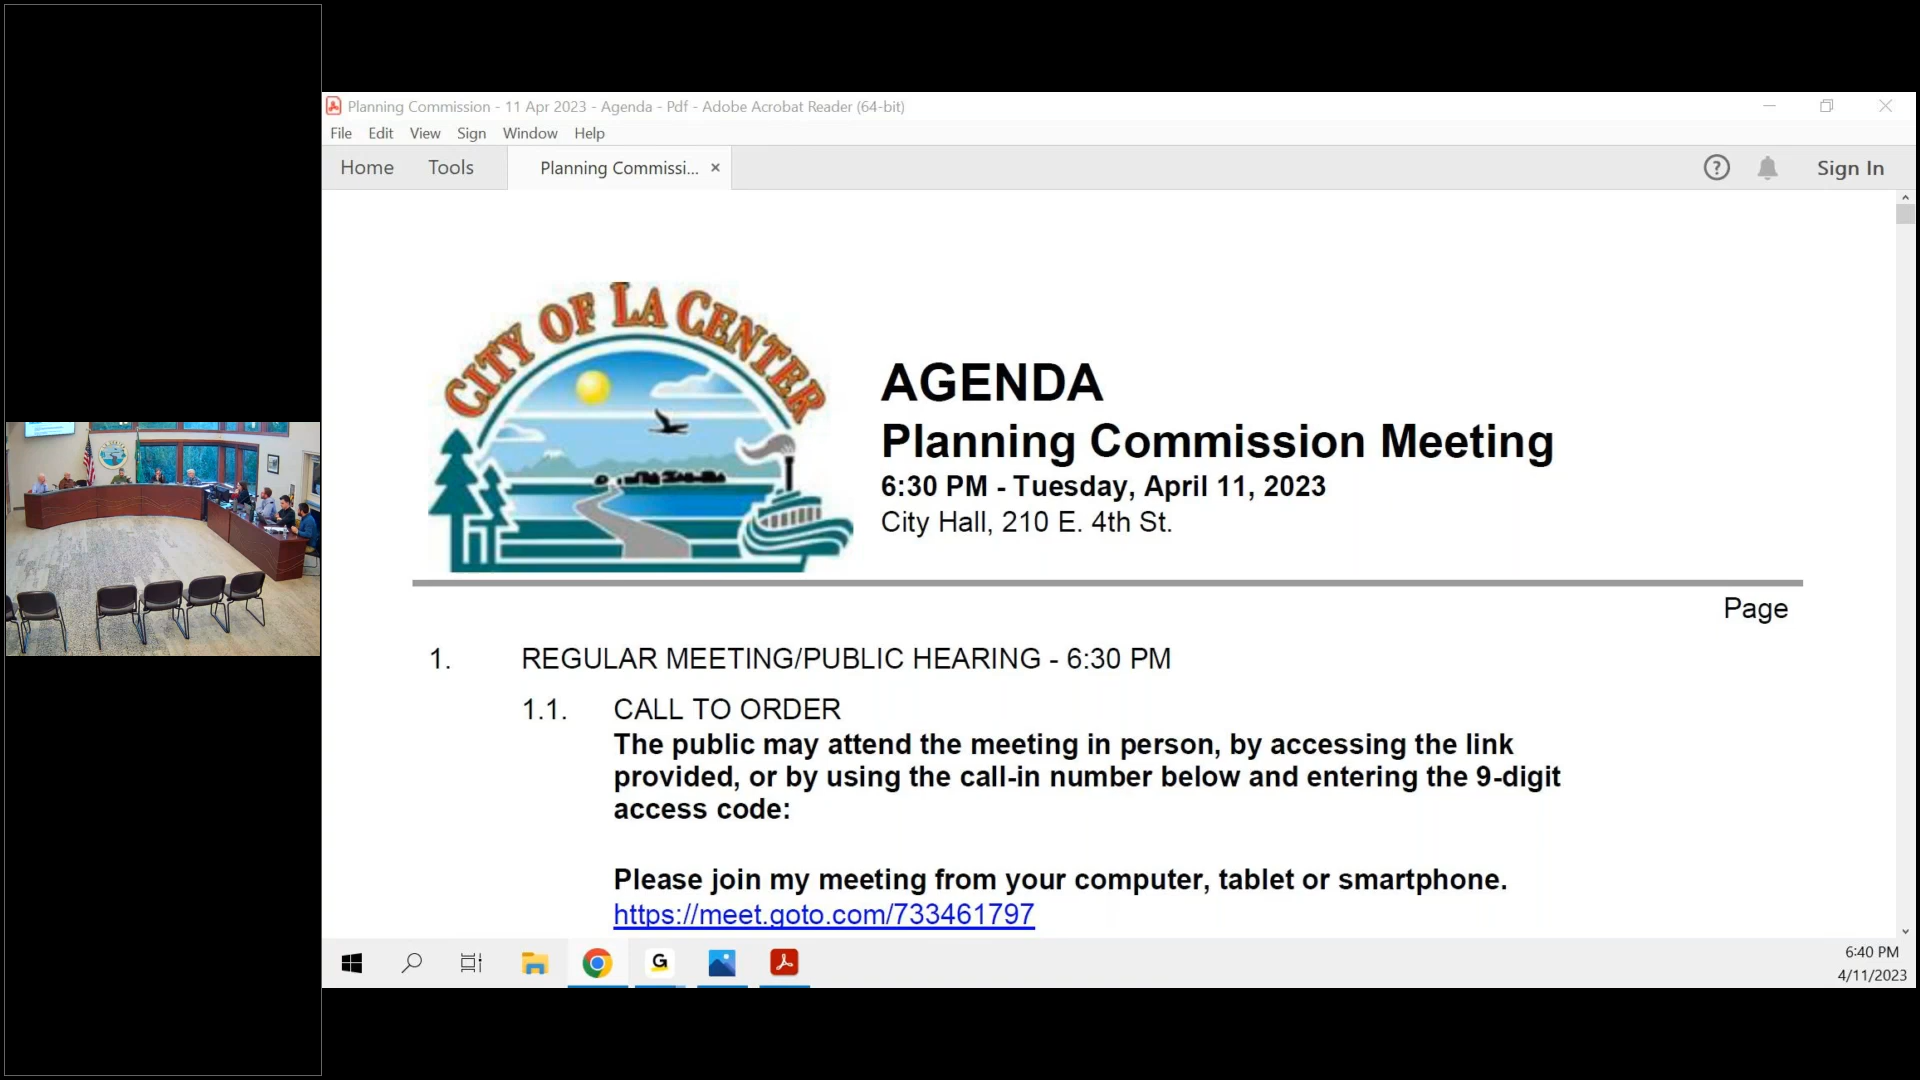 Planning Commission - 11 Apr 2023 - Agenda - Pdf - Adobe Acrobat Reader (64-bit)
File Edit View Sign Window Help
Home Tools Planning Commissi... × Sign In
CITY OF LA CENTER
AGENDA
Planning Commission Meeting
6:30 PM - Tuesday, April 11, 2023
City Hall, 210 E. 4th St.
Page
1. REGULAR MEETING/PUBLIC HEARING - 6:30 PM
1.1. CALL TO ORDER
The public may attend the meeting in person, by accessing the link
provided, or by using the call-in number below and entering the 9-digit
access code:
Please join my meeting from your computer, tablet or smartphone.
https://meet.goto.com/733461797
G
6:40 PM
4/11/2023